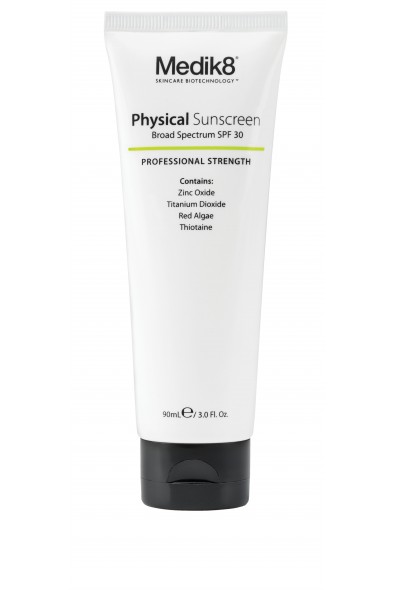 Medik8®
SKINCARE BIOTECHNOLOGY™
Physical Sunscreen
Broad Spectrum SPF 30
PROFESSIONAL STRENGTH
Contains:
Zinc Oxide
Titanium Dioxide
Red Algae
Thiotaine
90mL℮/ 3.0 Fl. Oz.